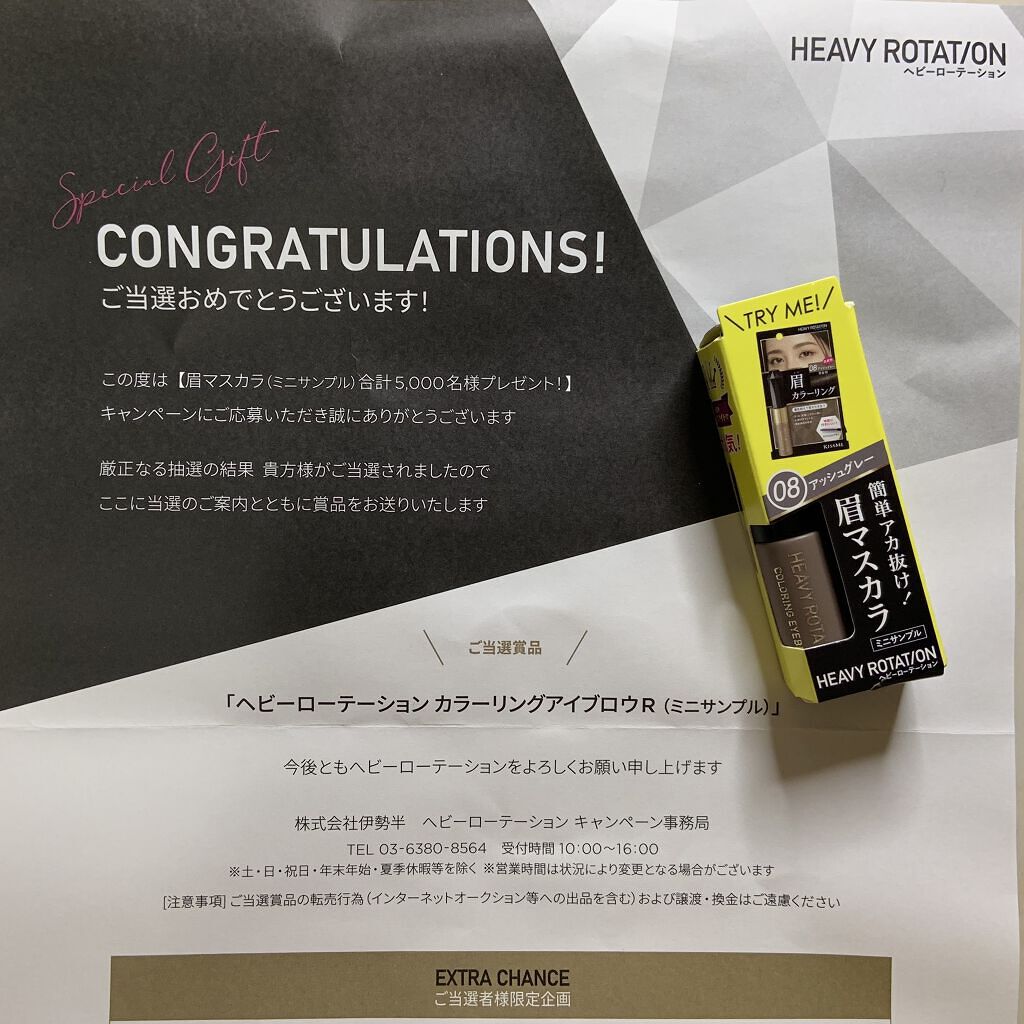 HEAVY ROTAT/ON
ヘビーローテーション
Special Gift
CONGRATULATIONS!
ご当選おめでとうございます!
この度は【眉マスカラ(ミニサンプル)合計5,000名様プレゼント!】
キャンペーンにご応募いただき誠にありがとうございます
厳正なる抽選の結果 貴方様がご当選されましたので
ここに当選のご案内とともに賞品をお送りいたします
\TRY ME!/
HEAVY ROTAT/ON
08
眉
カラーリング
KISSME
気!
08 アッシュグレー
簡単アカ抜け!
眉マスカラ
ミニサンプル
HEAVY ROTA
COLORING EYEB
HEAVY ROTAT/ON
ヘビーローテーション
\ ご当選賞品 /
「ヘビーローテーション カラーリングアイブロウR(ミニサンプル)」
今後ともヘビーローテーションをよろしくお願い申し上げます
株式会社伊勢半 ヘビーローテーション キャンペーン事務局
TEL 03-6380-8564 受付時間 10:00〜16:00
※土・日・祝日・年末年始・夏季休暇等を除く ※営業時間は状況により変更となる場合がございます
[注意事項] ご当選賞品の転売行為(インターネットオークション等への出品を含む)および譲渡・換金はご遠慮ください
EXTRA CHANCE
ご当選者様限定企画